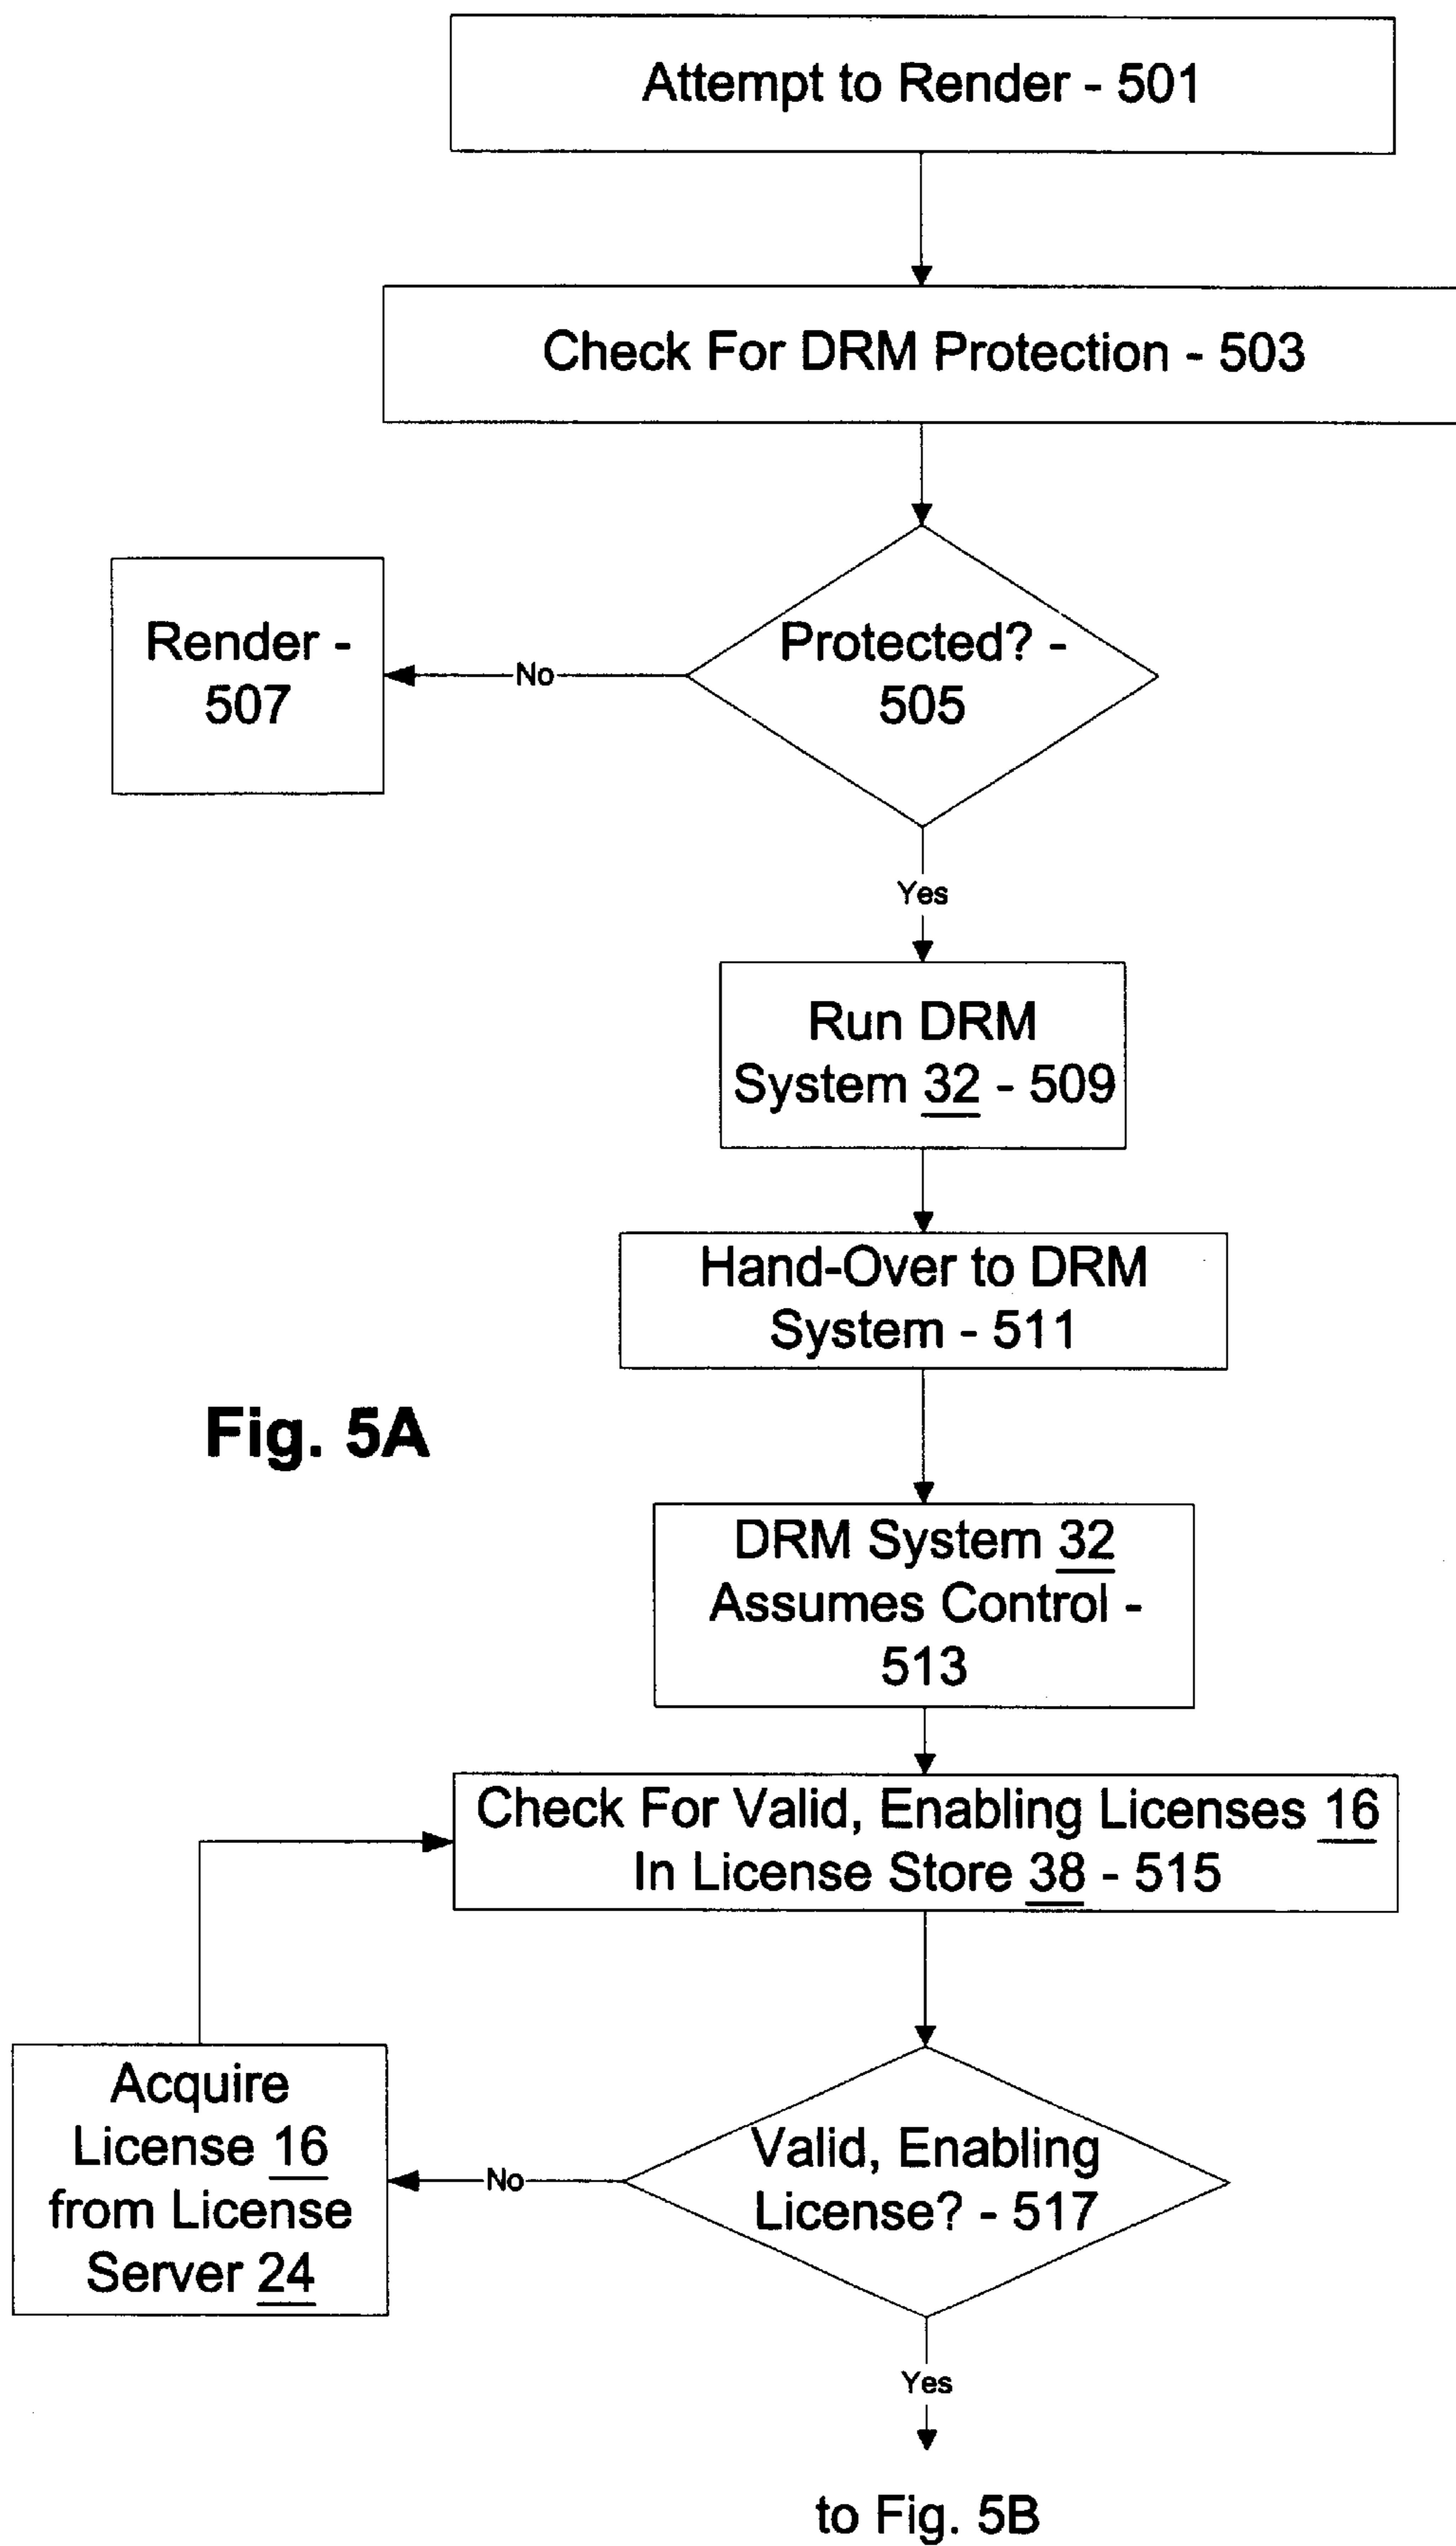 Attempt to Render - 501
Check For DRM Protection - 503
Render -
507
No
Protected? -
505
Yes
Run DRM
System 32 - 509
Hand-Over to DRM
System - 511
Fig. 5A
DRM System 32
Assumes Control -
513
Check For Valid, Enabling Licenses 16
In License Store 38 - 515
Acquire
License 16
from License
Server 24
No
Valid, Enabling
License? - 517
Yes
to Fig. 5B